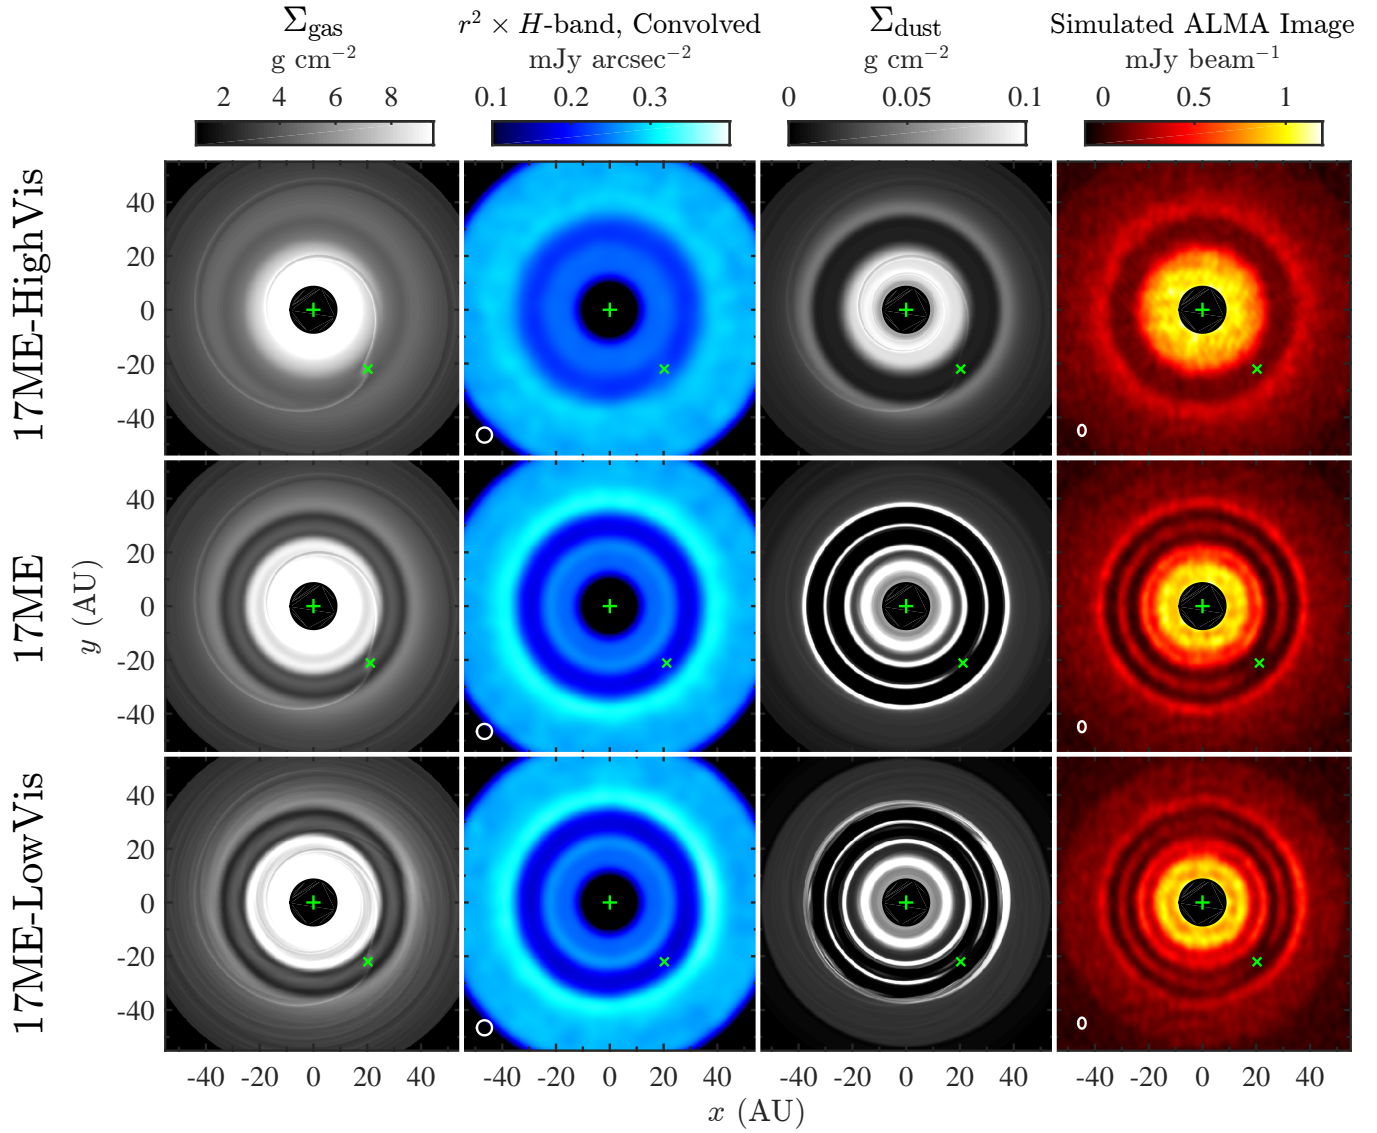 Σgas r² × H-band, Convolved Σdust Simulated ALMA Image
g cm⁻² mJy arcsec⁻² g cm⁻² mJy beam⁻¹
2 4 6 8 0.1 0.2 0.3 0 0.05 0.1 0 0.5 1
17ME-HighVis
40
20
0
-20
-40
17ME
y (AU)
40
20
0
-20
-40
17ME-LowVis
40
20
0
-20
-40
-40 -20 0 20 40 -40 -20 0 20 40 -40 -20 0 20 40 -40 -20 0 20 40
x (AU)